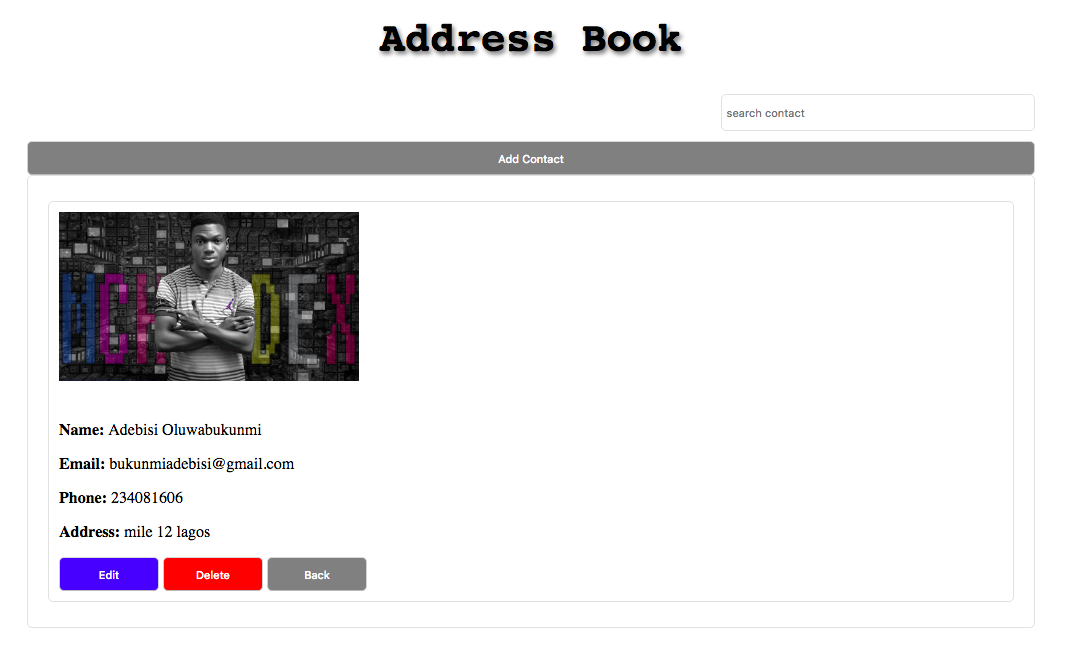 Address Book
search contact
Add Contact
Name: Adebisi Oluwabukunmi
Email: bukunmiadebisi@gmail.com
Phone: 234081606
Address: mile 12 lagos
Edit Delete Back